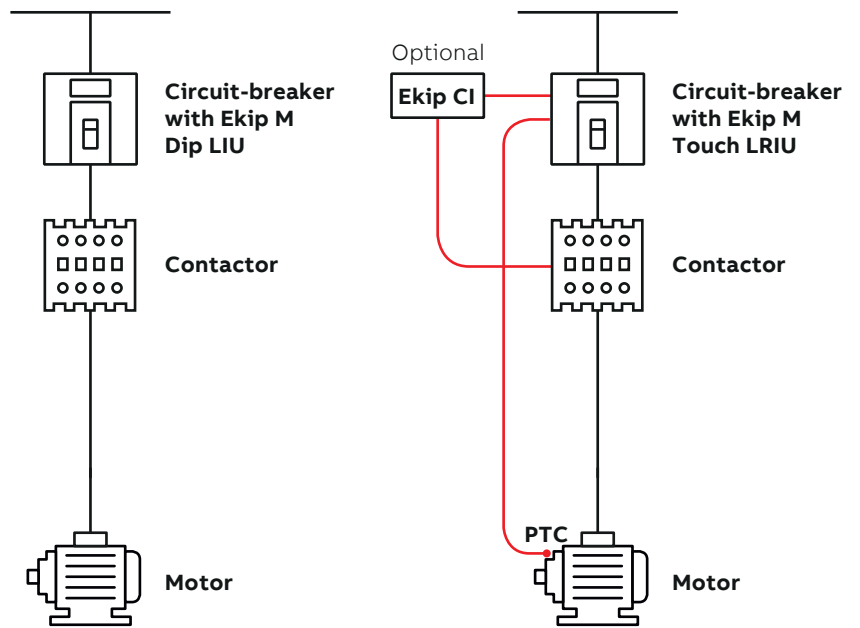 Circuit-breaker
with Ekip M
Dip LIU
Contactor
Motor
Optional
Ekip CI
Circuit-breaker
with Ekip M
Touch LRIU
Contactor
PTC
Motor